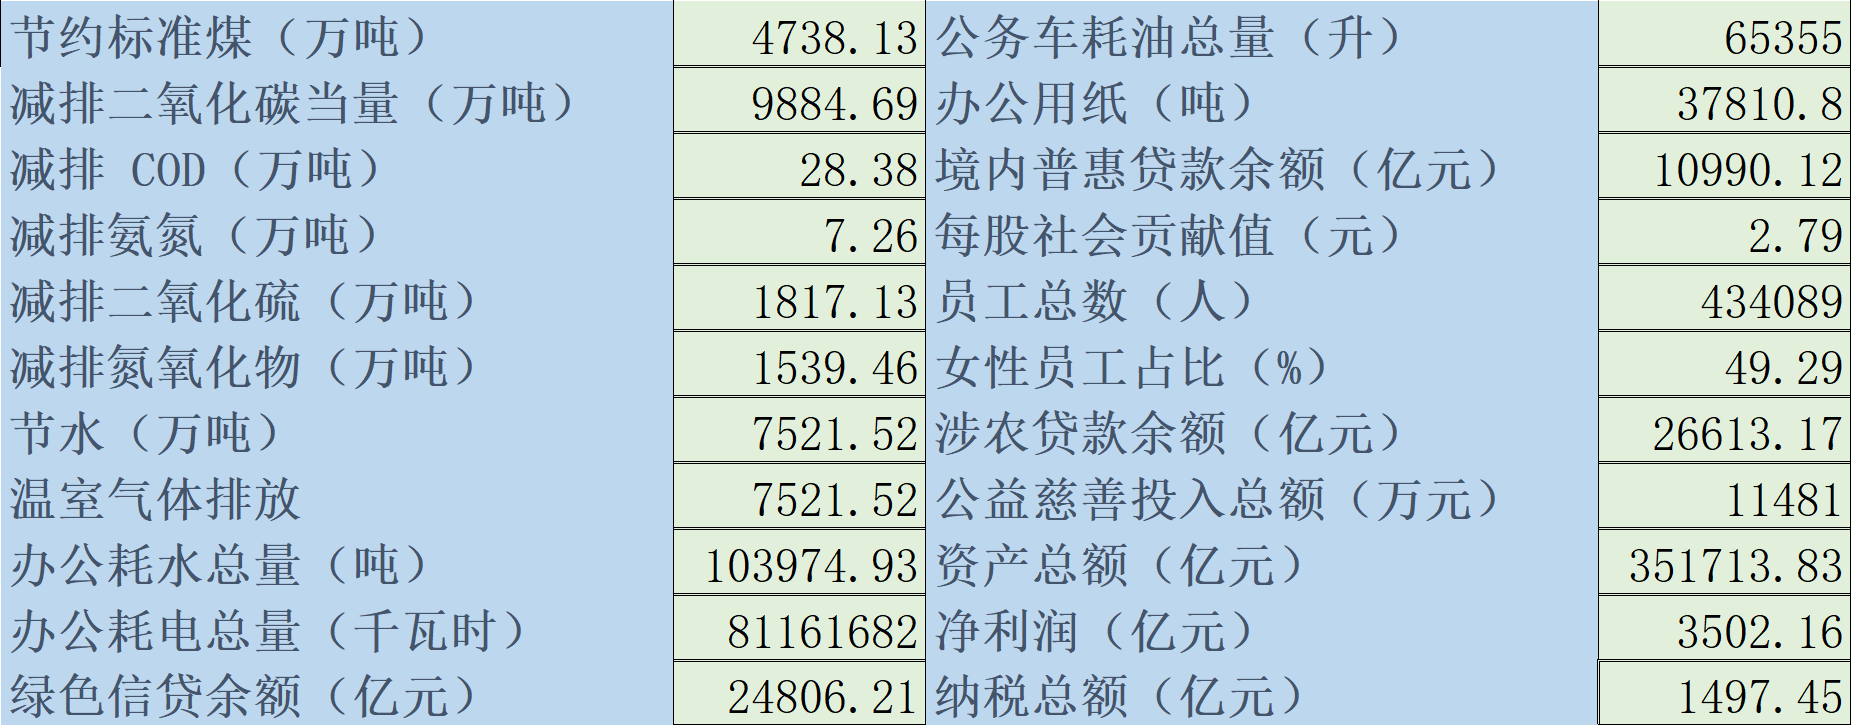 节约标准煤（万吨） 4738.13 公务车耗油总量（升） 65355
减排二氧化碳当量（万吨） 9884.69 办公用纸（吨） 37810.8
减排 COD（万吨） 28.38 境内普惠贷款余额（亿元） 10990.12
减排氨氮（万吨） 7.26 每股社会贡献值（元） 2.79
减排二氧化硫（万吨） 1817.13 员工总数（人） 434089
减排氮氧化物（万吨） 1539.46 女性员工占比（%） 49.29
节水（万吨） 7521.52 涉农贷款余额（亿元） 26613.17
温室气体排放 7521.52 公益慈善投入总额（万元） 11481
办公耗水总量（吨） 103974.93 资产总额（亿元） 351713.83
办公耗电总量（千瓦时） 81161682 净利润（亿元） 3502.16
绿色信贷余额（亿元） 24806.21 纳税总额（亿元） 1497.45